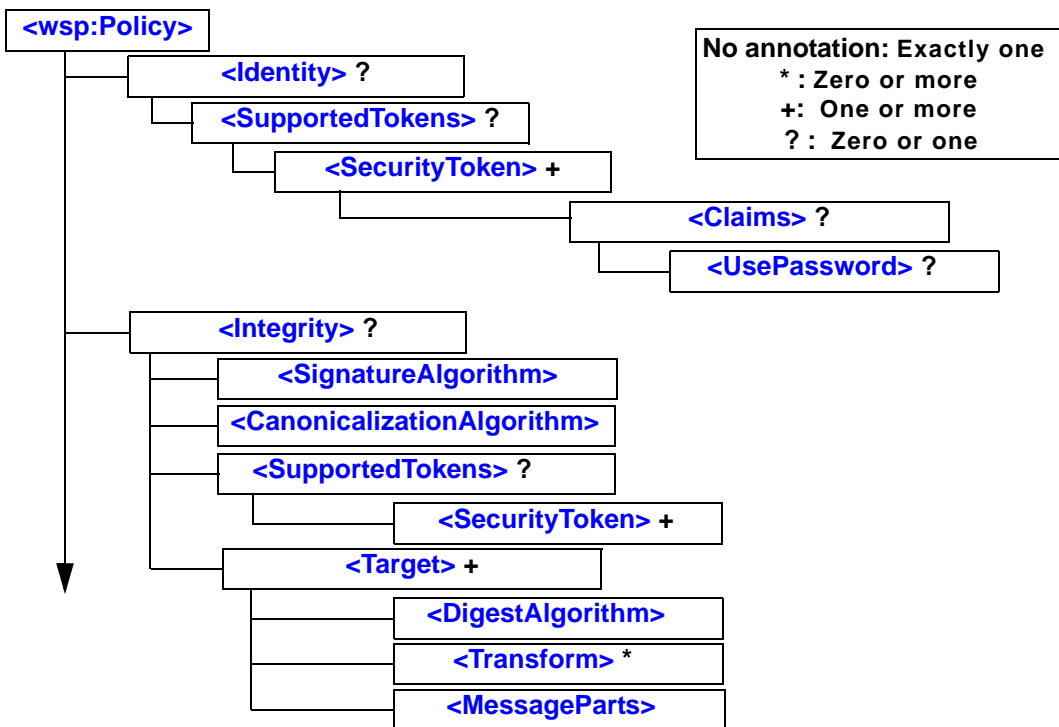 <wsp:Policy>
<Identity> ?
<SupportedTokens> ?
<SecurityToken> +
<Claims> ?
<UsePassword> ?
No annotation: Exactly one
* : Zero or more
+: One or more
? : Zero or one
<Integrity> ?
<SignatureAlgorithm>
<CanonicalizationAlgorithm>
<SupportedTokens> ?
<SecurityToken> +
<Target> +
<DigestAlgorithm>
<Transform> *
<MessageParts>